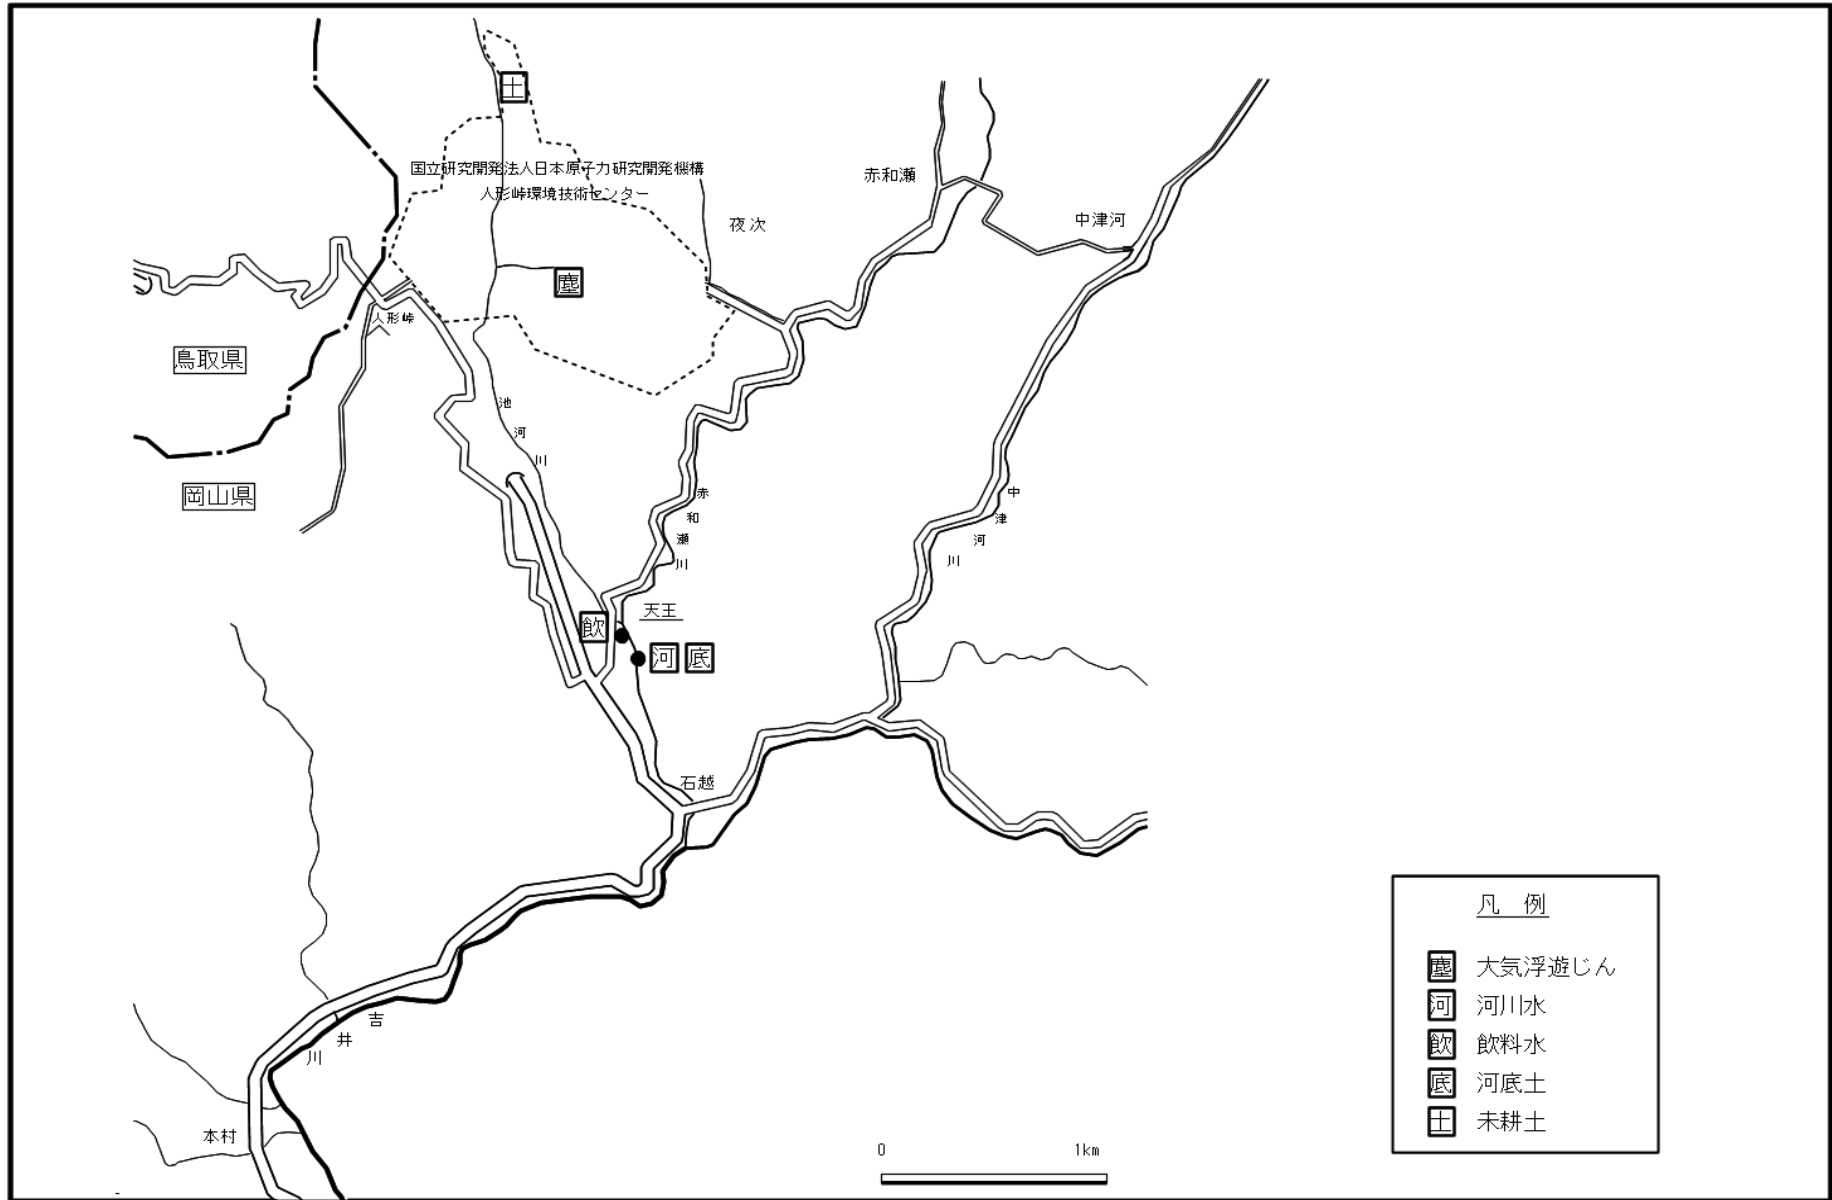 土
国立研究開発法人日本原子力研究開発機構
人形峠環境技術センター
赤和瀬
中津河
夜次
塵
人形峠
鳥取県
池河川
岡山県
赤和瀬川
中津河川
天王
飲
河 底
石越
吉井川
本村
0 1km
凡 例
塵 大気浮遊じん
河 河川水
飲 飲料水
底 河底土
土 未耕土